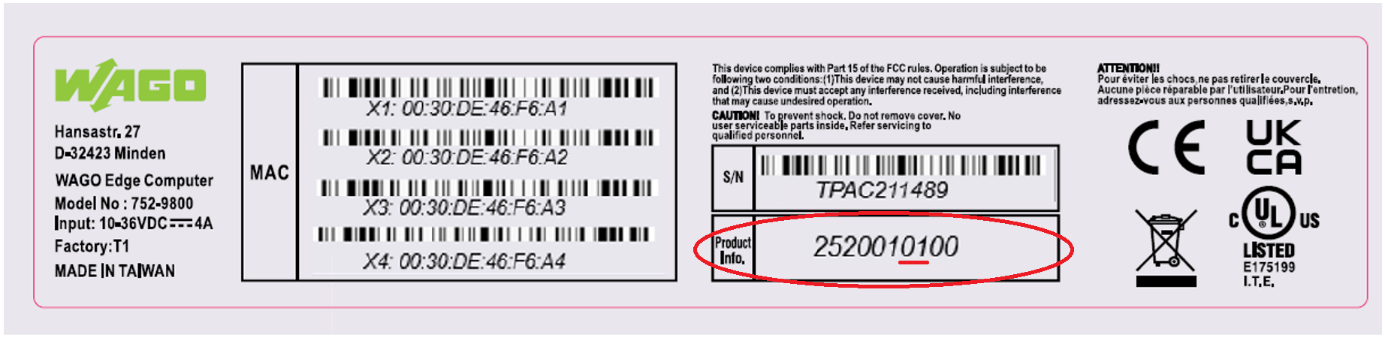 WAGO
Hansastr. 27
D-32423 Minden
WAGO Edge Computer
Model No : 752-9800
Input: 10-36VDC⎓4A
Factory:T1
MADE IN TAIWAN
MAC
X1: 00:30:DE:46:F6:A1
X2: 00:30:DE:46:F6:A2
X3: 00:30:DE:46:F6:A3
X4: 00:30:DE:46:F6:A4
This device complies with Part 15 of the FCC rules. Operation is subject to be
following two conditions:(1)This device may not cause harmful interference,
and (2)This device must accept any interference received, including interference
that may cause undesired operation.
CAUTION! To prevent shock. Do not remove cover. No
user serviceable parts inside. Refer servicing to
qualified personnel.
S/N
TPAC211489
Product
Info.
2520010100
ATTENTION!!
Pour éviter les chocs,ne pas retirer le couvercle.
Aucune pièce réparable par l'utilisateur.Pour l'entretien,
adressez-vous aux personnes qualifiées,s.v.p.
CE
UK
CA
C UL US
LISTED
E175199
I.T.E.